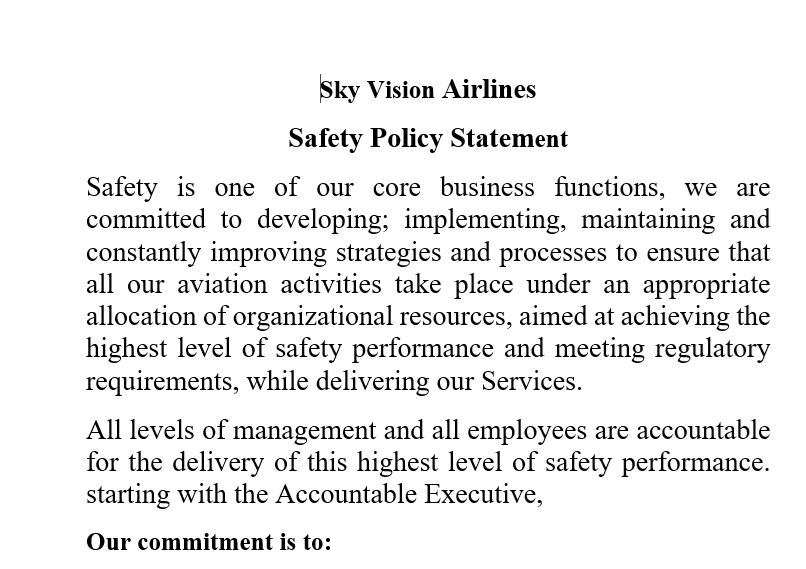 Sky Vision Airlines
Safety Policy Statement
Safety is one of our core business functions, we are
committed to developing; implementing, maintaining and
constantly improving strategies and processes to ensure that
all our aviation activities take place under an appropriate
allocation of organizational resources, aimed at achieving the
highest level of safety performance and meeting regulatory
requirements, while delivering our Services.
All levels of management and all employees are accountable
for the delivery of this highest level of safety performance.
starting with the Accountable Executive,
Our commitment is to: